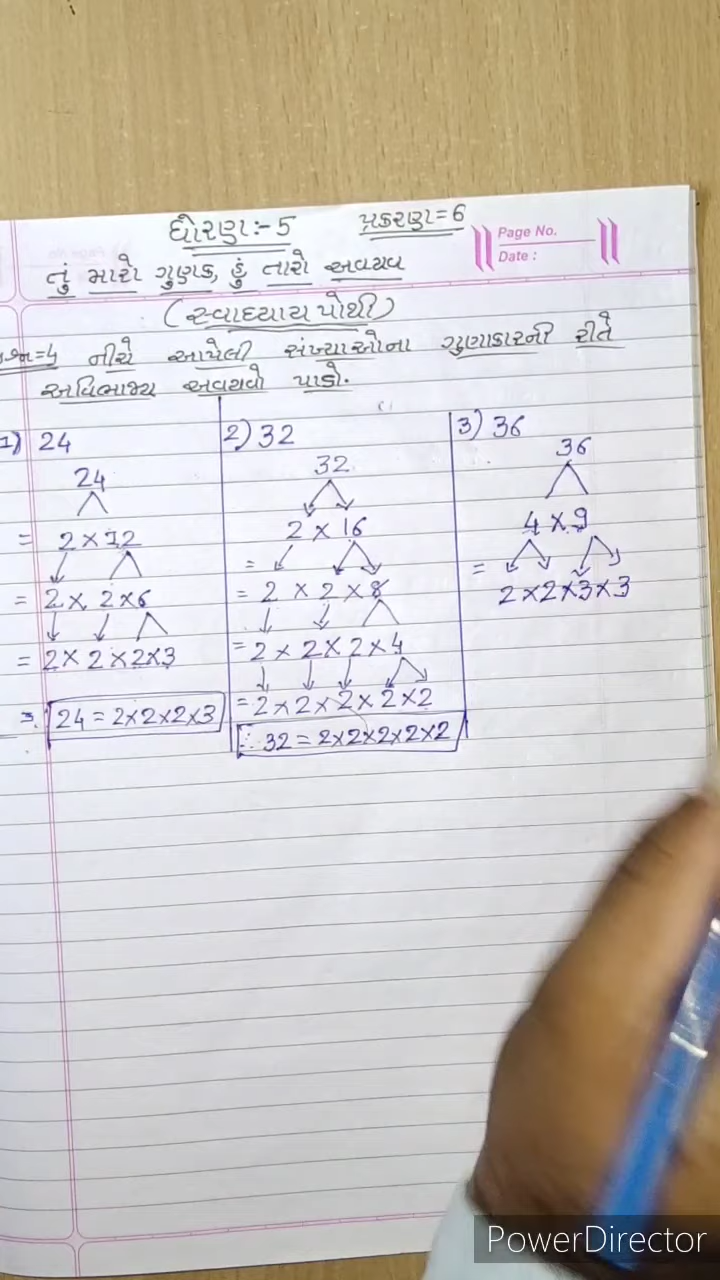 ધોરણ:- 5 પ્રકરણ = 6
Page No.
Date :
તું મારો ગુણક, હું તારો અવયવ
(સ્વાધ્યાય પોથી)
પ્રશ્ન=4 નીચે આપેલી સંખ્યાઓના ગુણાકારની રીતે
અવિભાજ્ય અવયવો પાડો.
1) 24
24
= 2 × 12
= 2 × 2 × 6
= 2 × 2 × 2 × 3
24 = 2×2×2×3
2) 32
32
2 × 16
= 2 × 2 × 8
= 2 × 2 × 2 × 4
= 2 × 2 × 2 × 2 × 2
∴ 32 = 2×2×2×2×2
3) 36
36
4 × 9
= 2×2×3×3
PowerDirector